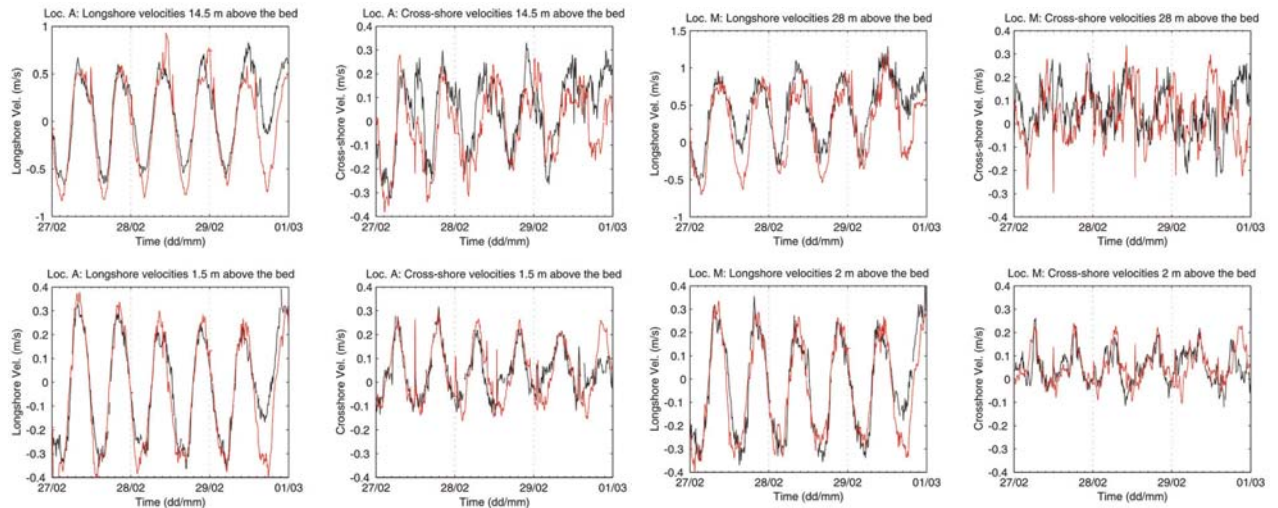 Loc. A: Longshore velocities 14.5 m above the bed
Longshore Vel. (m/s)
1
0.5
0
-0.5
1
27/02 28/02 29/02 01/03
Time (dd/mm)
Loc. A: Cross-shore velocities 14.5 m above the bed
Cross-shore Vel. (m/s)
0.4
0.3
0.2
0.1
0
-0.1
-0.2
-0.3
0.4
27/02 28/02 29/02 01/03
Time (dd/mm)
Loc. M: Longshore velocities 28 m above the bed
Longshore Vel. (m/s)
1.5
1
0.5
0
-0.5
1
27/02 28/02 29/02 01/03
Time (dd/mm)
Loc. M: Cross-shore velocities 28 m above the bed
Cross-shore Vel. (m/s)
0.4
0.3
0.2
0.1
0
-0.1
-0.2
-0.3
0.4
27/02 28/02 29/02 01/03
Time (dd/mm)
Loc. A: Longshore velocities 1.5 m above the bed
Longshore Vel. (m/s)
0.4
0.3
0.2
0.1
0
-0.1
-0.2
-0.3
0.4
27/02 28/02 29/02 01/03
Time (dd/mm)
Loc. A: Cross-shore velocities 1.5 m above the bed
Crosshore Vel. (m/s)
0.4
0.3
0.2
0.1
0
-0.1
-0.2
-0.3
0.4
27/02 28/02 29/02 01/03
Time (dd/mm)
Loc. M: Longshore velocities 2 m above the bed
Longshore Vel. (m/s)
0.4
0.3
0.2
0.1
0
-0.1
-0.2
-0.3
0.4
27/02 28/02 29/02 01/03
Time (dd/mm)
Loc. M: Cross-shore velocities 2 m above the bed
Crosshore Vel. (m/s)
0.4
0.3
0.2
0.1
0
-0.1
-0.2
-0.3
0.4
27/02 28/02 29/02 01/03
Time (dd/mm)